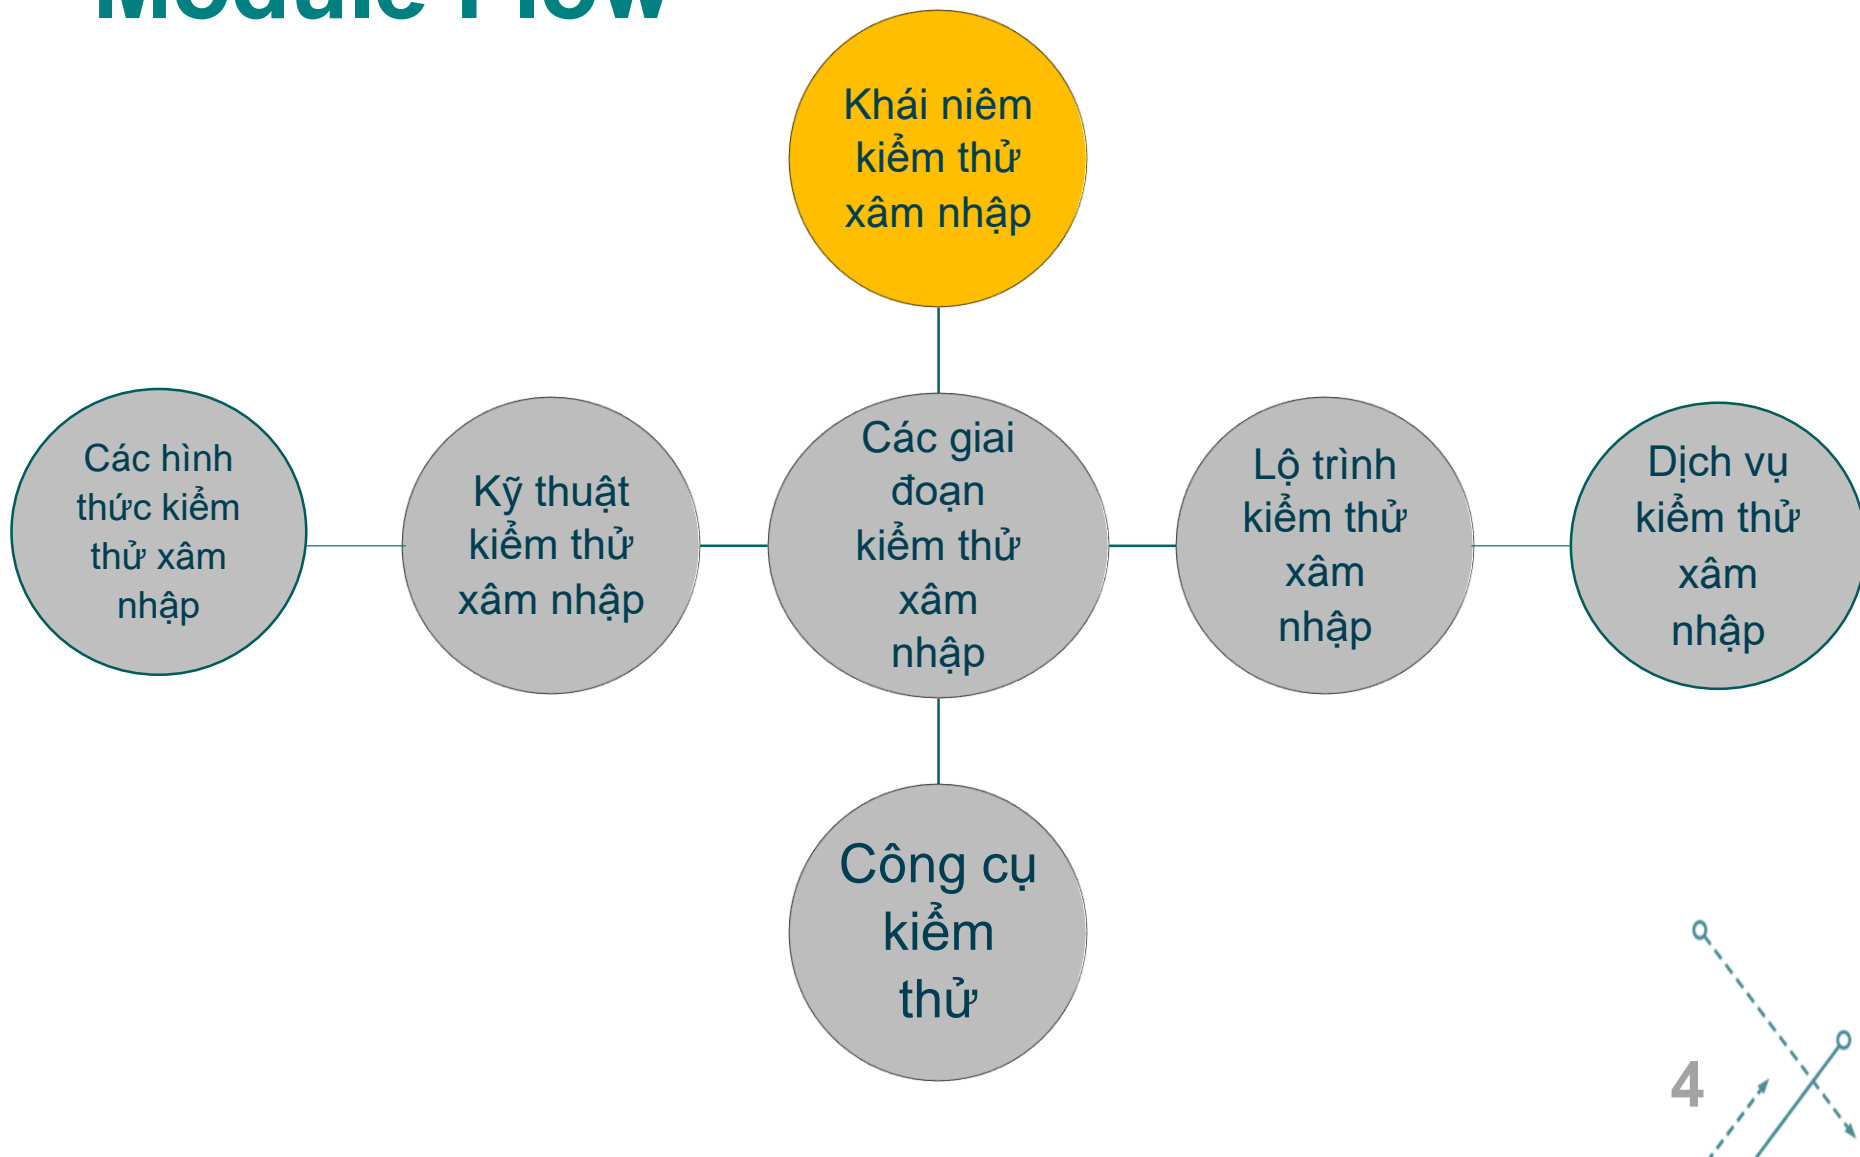 Module Flow
Khái niêm
kiểm thử
xâm nhập
Các hình
thức kiểm
thử xâm
nhập
Kỹ thuật
kiểm thử
xâm nhập
Các giai
đoạn
kiểm thử
xâm
nhập
Lộ trình
kiểm thử
xâm
nhập
Dịch vụ
kiểm thử
xâm
nhập
Công cụ
kiểm
thử
4